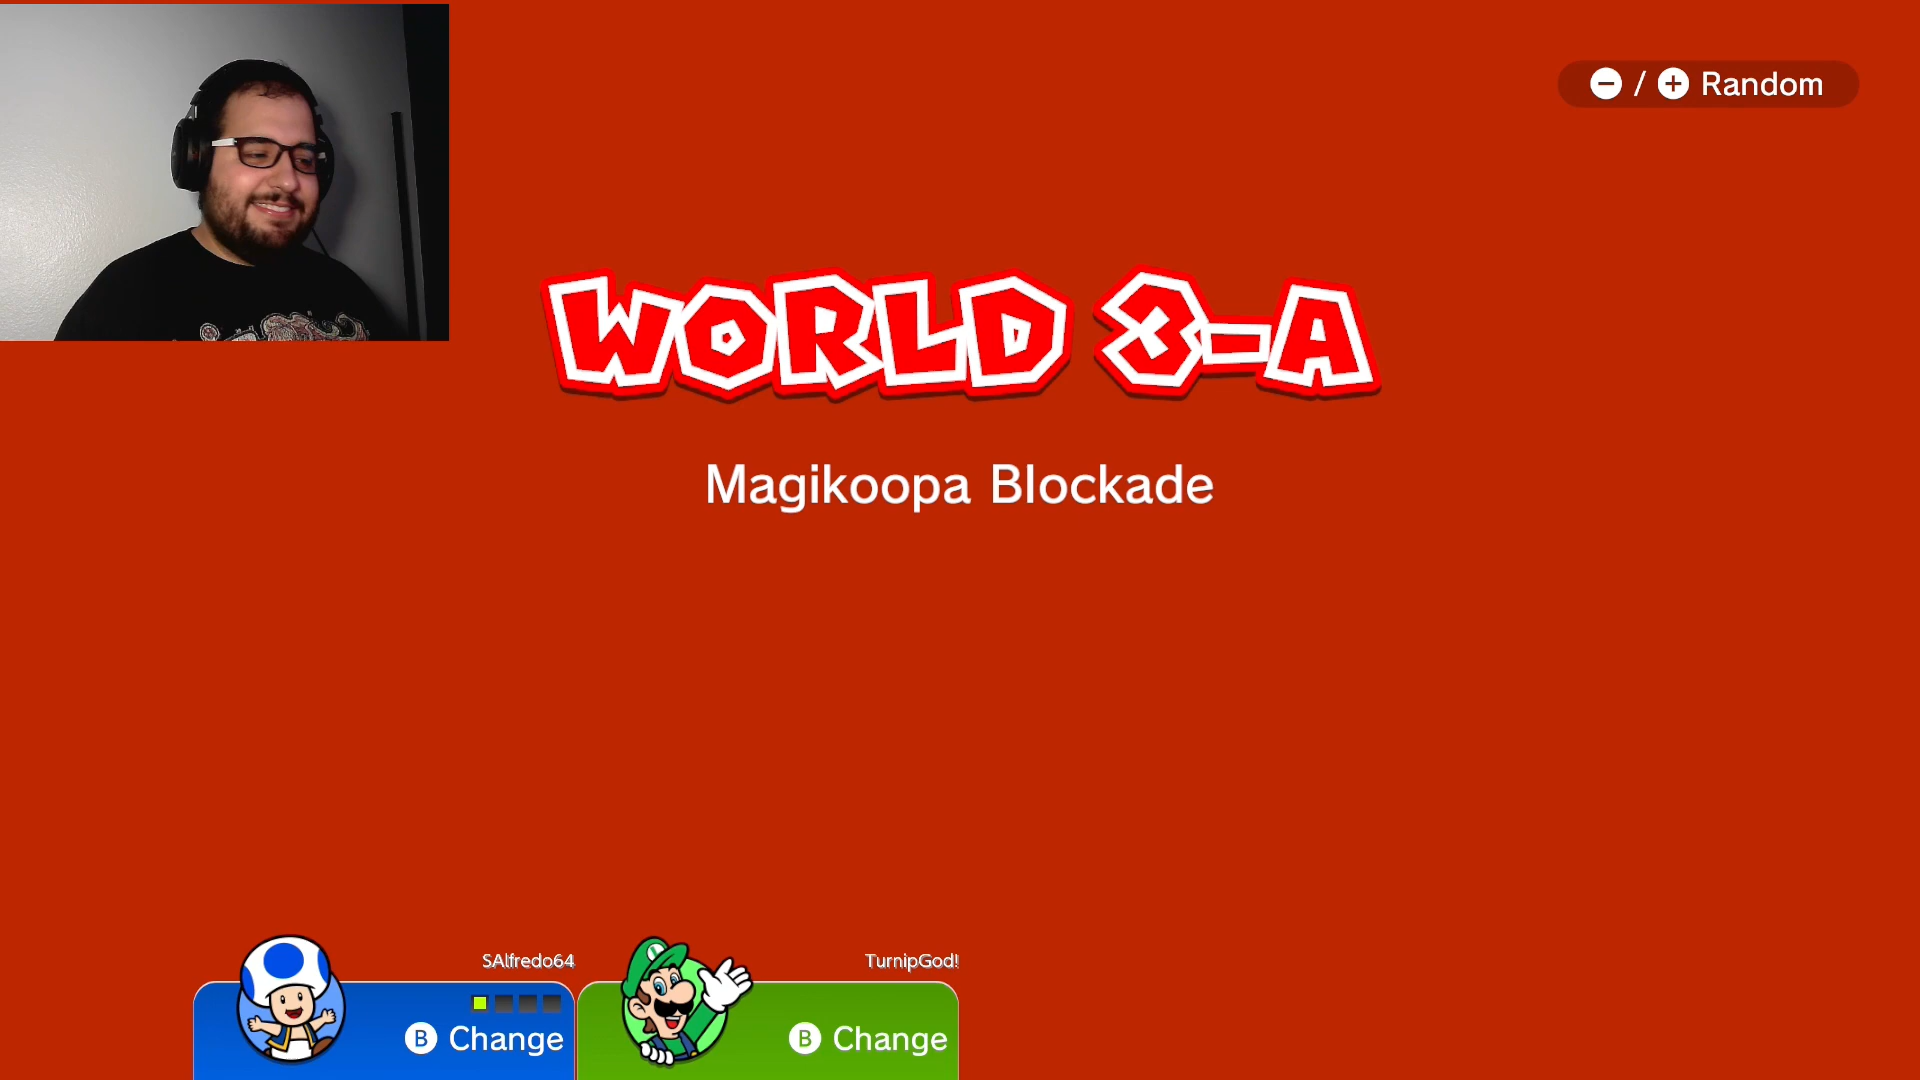 − / + Random
WORLD 3-A
Magikoopa Blockade
SAlfredo64
B Change
TurnipGod!
B Change